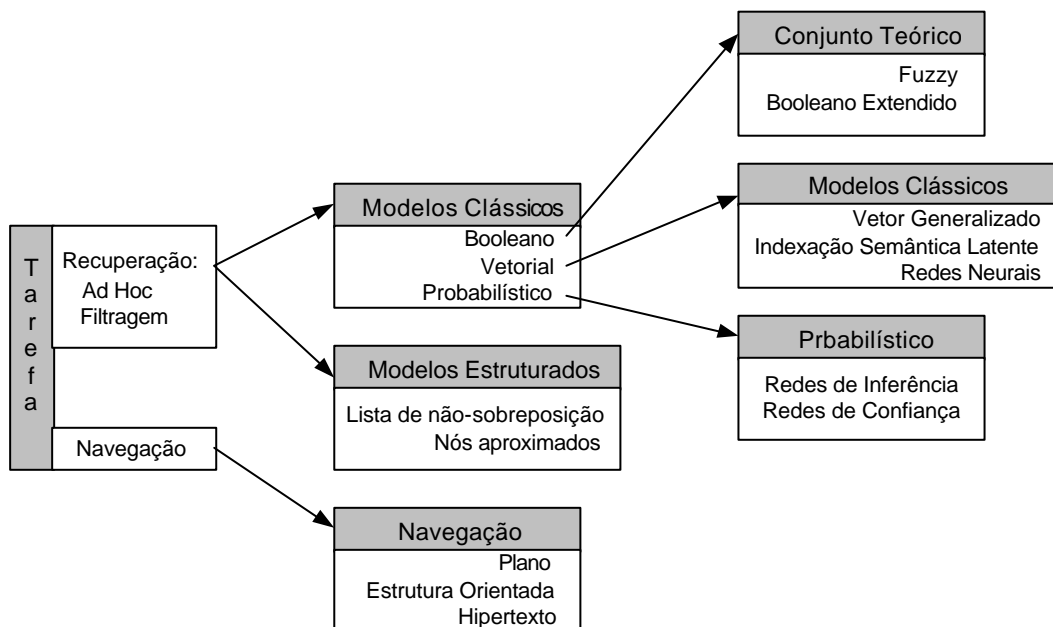 Tarefa
Recuperação:
Ad Hoc
Filtragem
Navegação
Modelos Clássicos
Booleano
Vetorial
Probabilístico
Modelos Estruturados
Lista de não-sobreposição
Nós aproximados
Navegação
Plano
Estrutura Orientada
Hipertexto
Conjunto Teórico
Fuzzy
Booleano Extendido
Modelos Clássicos
Vetor Generalizado
Indexação Semântica Latente
Redes Neurais
Prbabilístico
Redes de Inferência
Redes de Confiança